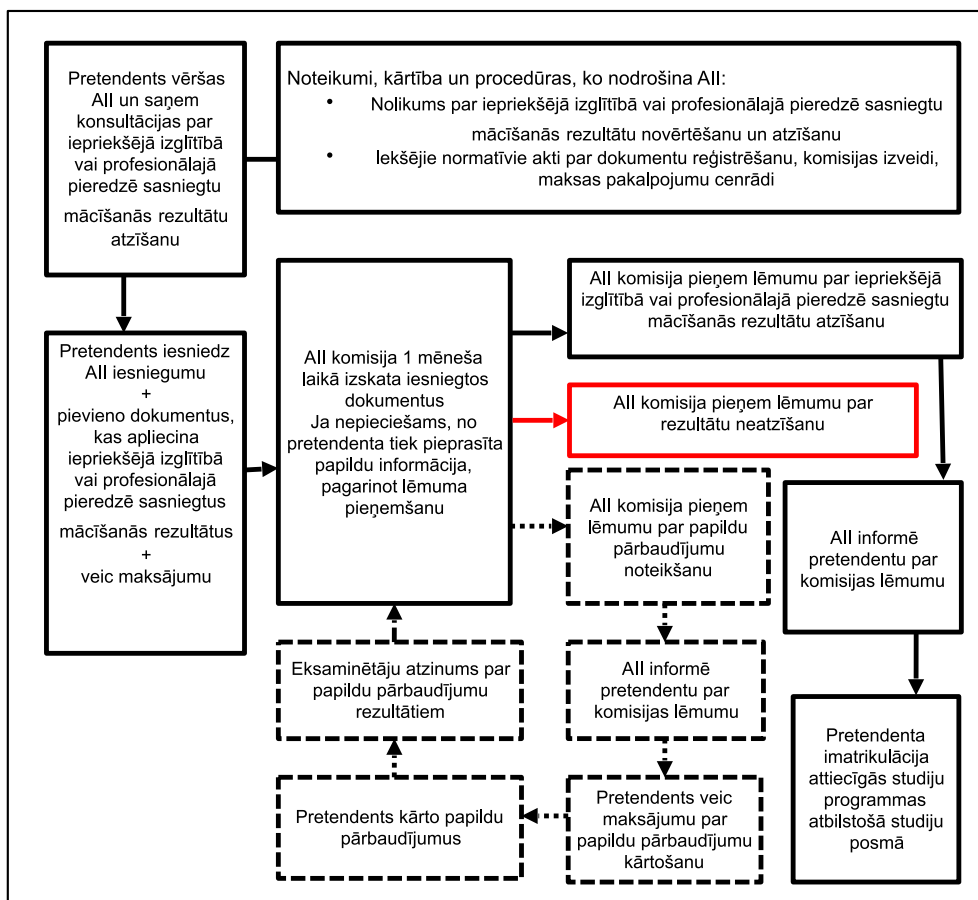 Pretendents vēršas
AII un saņem
konsultācijas par
iepriekšējā izglītībā
vai profesionālajā
pieredzē sasniegtu
mācīšanās rezultātu
atzīšanu
Noteikumi, kārtība un procedūras, ko nodrošina AII:
• Nolikums par iepriekšējā izglītībā vai profesionālajā pieredzē sasniegtu
mācīšanās rezultātu novērtēšanu un atzīšanu
• Iekšējie normatīvie akti par dokumentu reģistrēšanu, komisijas izveidi,
maksas pakalpojumu cenrādi
Pretendents iesniedz
AII iesniegumu
+
pievieno dokumentus,
kas apliecina
iepriekšējā izglītībā
vai profesionālajā
pieredzē sasniegtus
mācīšanās rezultātus
+
veic maksājumu
AII komisija 1 mēneša
laikā izskata iesniegtos
dokumentus
Ja nepieciešams, no
pretendenta tiek pieprasīta
papildu informācija,
pagarinot lēmuma
pieņemšanu
AII komisija pieņem lēmumu par iepriekšējā
izglītībā vai profesionālajā pieredzē sasniegtu
mācīšanās rezultātu atzīšanu
AII komisija pieņem lēmumu par
rezultātu neatzīšanu
AII komisija pieņem
lēmumu par papildu
pārbaudījumu
noteikšanu
AII informē
pretendentu par
komisijas lēmumu
Eksaminētāju atzinums par
papildu pārbaudījumu
rezultātiem
AII informē
pretendentu par
komisijas lēmumu
Pretendents kārto papildu
pārbaudījumus
Pretendents veic
maksājumu par
papildu pārbaudījumu
kārtošanu
Pretendenta
imatrikulācija
attiecīgās studiju
programmas
atbilstošā studiju
posmā